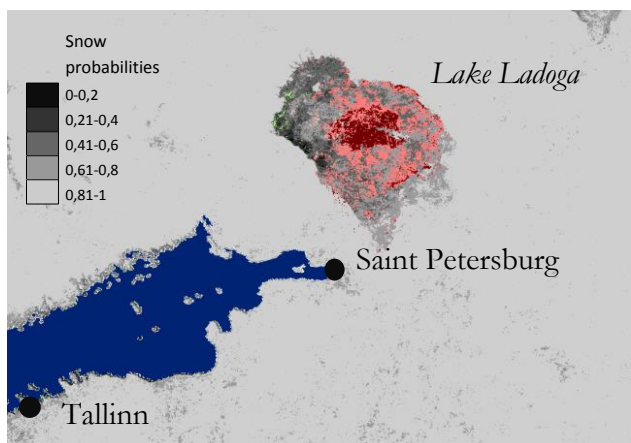 Snow
probabilities
0-0,2
0,21-0,4
0,41-0,6
0,61-0,8
0,81-1
Lake Ladoga
Saint Petersburg
Tallinn